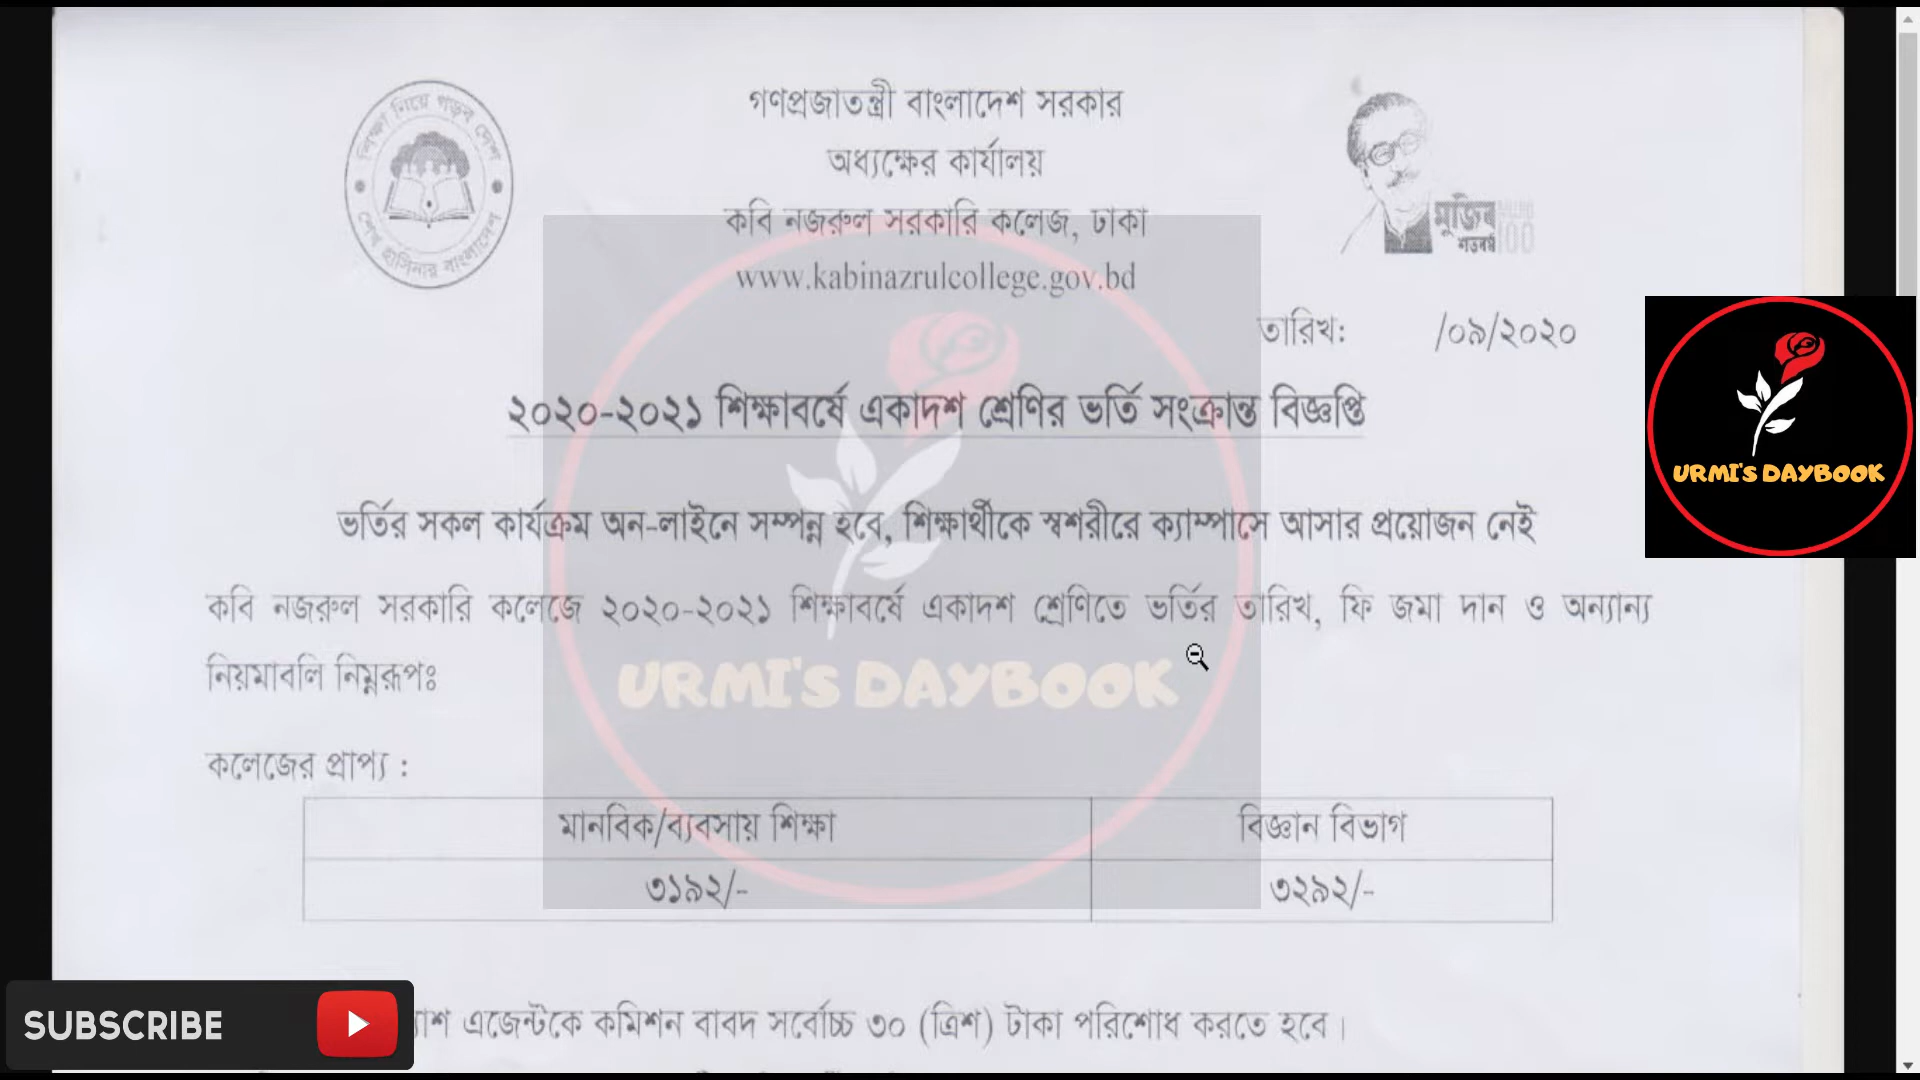 গণপ্রজাতন্ত্রী বাংলাদেশ সরকার
অধ্যক্ষের কার্যালয়
কবি নজরুল সরকারি কলেজ, ঢাকা
www.kabinazrulcollege.gov.bd
শিক্ষা নিয়ে গড়ব দেশ
শেখ হাসিনার বাংলাদেশ
মুজিব
শতবর্ষ 100
তারিখ: /০৯/২০২০
২০২০-২০২১ শিক্ষাবর্ষে একাদশ শ্রেণির ভর্তি সংক্রান্ত বিজ্ঞপ্তি
ভর্তির সকল কার্যক্রম অন-লাইনে সম্পন্ন হবে, শিক্ষার্থীকে স্বশরীরে ক্যাম্পাসে আসার প্রয়োজন নেই
কবি নজরুল সরকারি কলেজে ২০২০-২০২১ শিক্ষাবর্ষে একাদশ শ্রেণিতে ভর্তির তারিখ, ফি জমা দান ও অন্যান্য
নিয়মাবলি নিম্নরূপঃ
কলেজের প্রাপ্য :
মানবিক/ব্যবসায় শিক্ষা বিজ্ঞান বিভাগ
৩১৯২/- ৩২৯২/-
এজেন্টকে কমিশন বাবদ সর্বোচ্চ ৩০ (ত্রিশ) টাকা পরিশোধ করতে হবে।
URMI's DAYBOOK
URMI's DAYBOOK
SUBSCRIBE